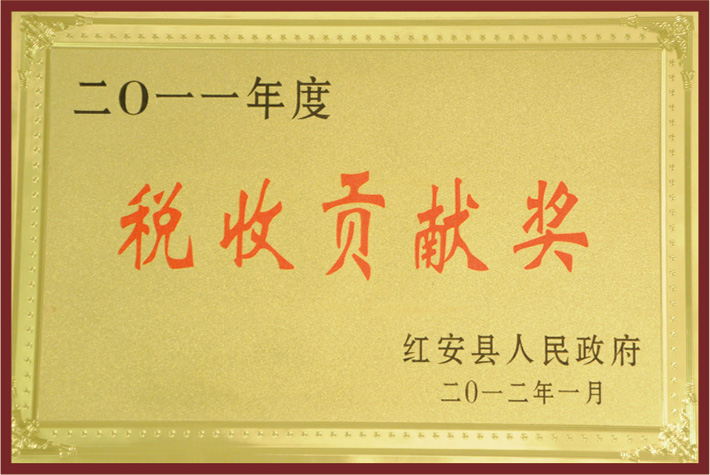 二〇一一年度
税收贡献奖
红安县人民政府
二〇一二年一月